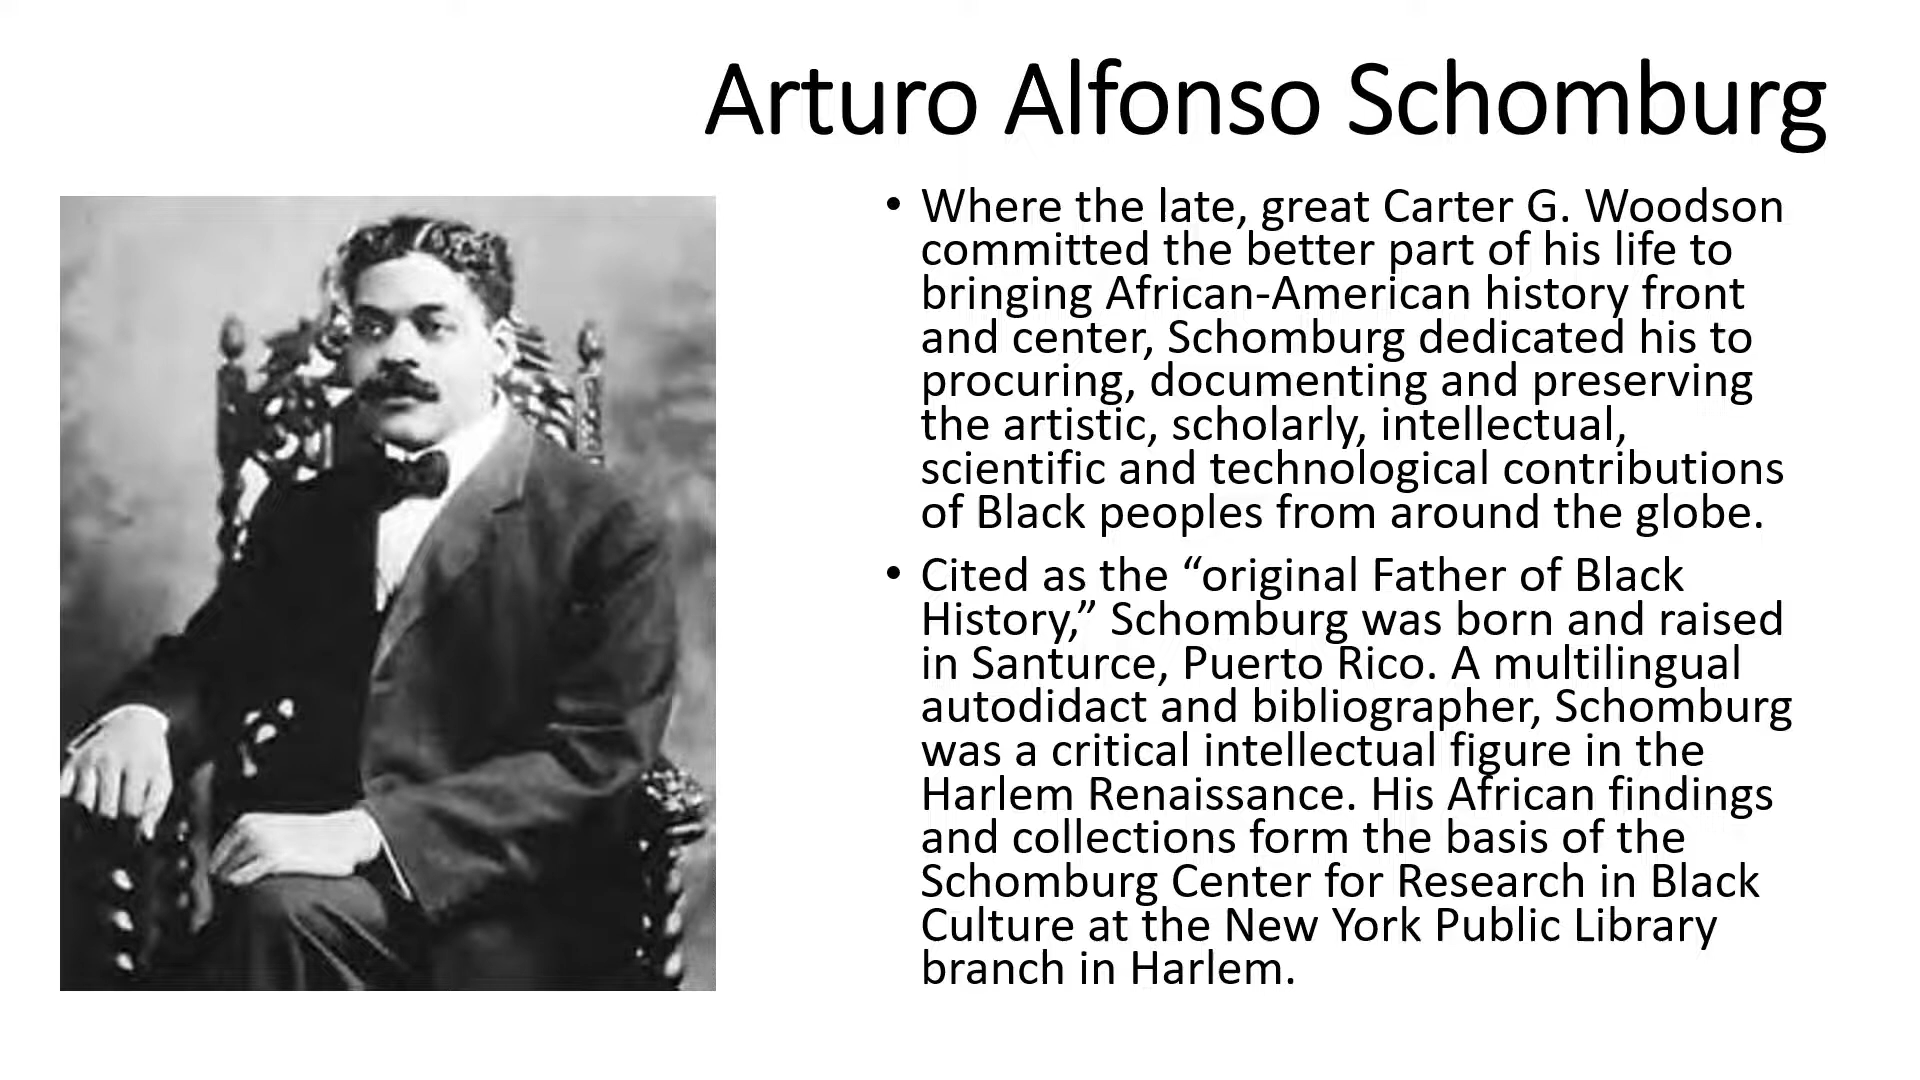 Arturo Alfonso Schomburg
• Where the late, great Carter G. Woodson
committed the better part of his life to
bringing African-American history front
and center, Schomburg dedicated his to
procuring, documenting and preserving
the artistic, scholarly, intellectual,
scientific and technological contributions
of Black peoples from around the globe.
• Cited as the “original Father of Black
History,” Schomburg was born and raised
in Santurce, Puerto Rico. A multilingual
autodidact and bibliographer, Schomburg
was a critical intellectual figure in the
Harlem Renaissance. His African findings
and collections form the basis of the
Schomburg Center for Research in Black
Culture at the New York Public Library
branch in Harlem.